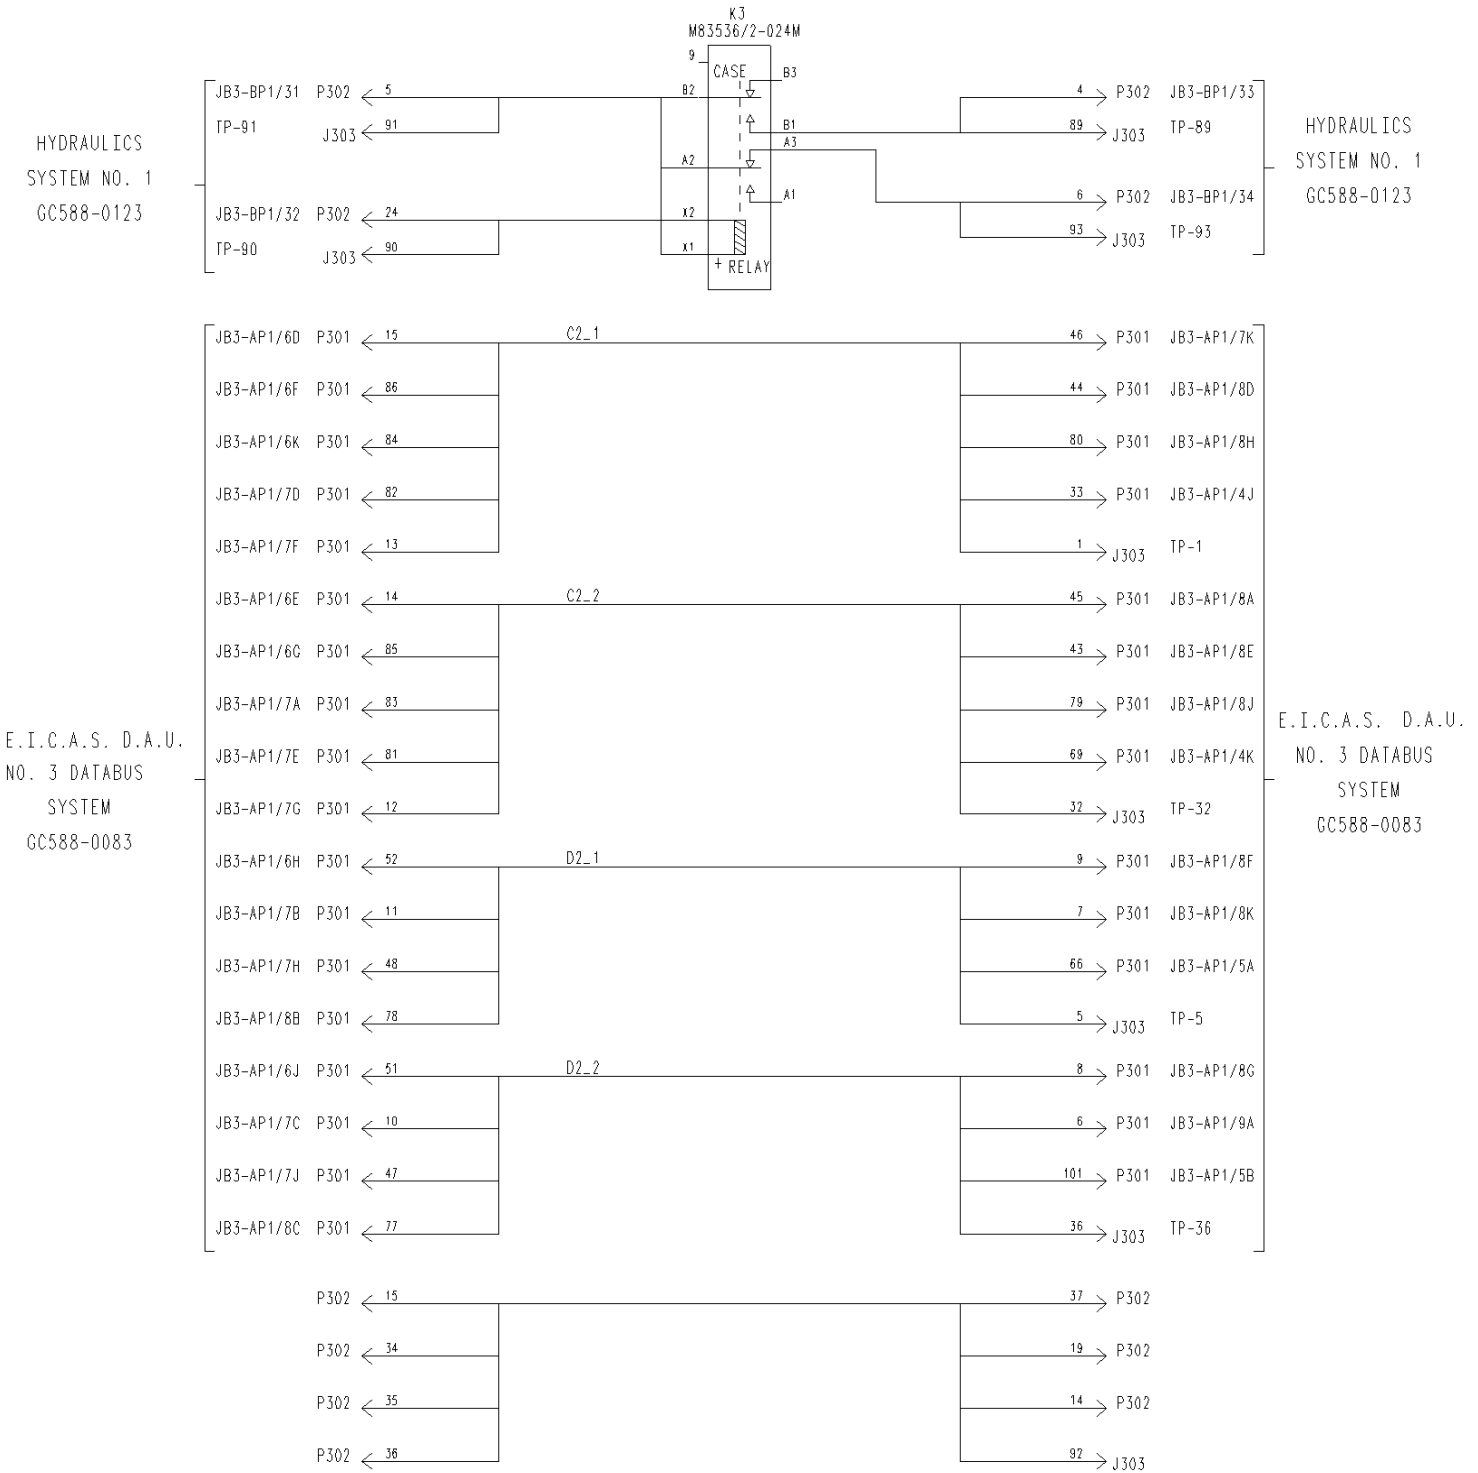 K3
M83536/2-024M
9
CASE B3
JB3-BP1/31 P302 5 B2 4 P302 JB3-BP1/33
TP-91 J303 91 B1 89 J303 TP-89
A3
HYDRAULICS
SYSTEM NO. 1
GC588-0123
HYDRAULICS
SYSTEM NO. 1
GC588-0123
A2
A1 6 P302 JB3-BP1/34
JB3-BP1/32 P302 24 X2
93 J303 TP-93
TP-90 J303 90 X1
+ RELAY
JB3-AP1/6D P301 15 C2_1 46 P301 JB3-AP1/7K
JB3-AP1/6F P301 86 44 P301 JB3-AP1/8D
JB3-AP1/6K P301 84 80 P301 JB3-AP1/8H
JB3-AP1/7D P301 82 33 P301 JB3-AP1/4J
JB3-AP1/7F P301 13 1 J303 TP-1
JB3-AP1/6E P301 14 C2_2 45 P301 JB3-AP1/8A
JB3-AP1/6G P301 85 43 P301 JB3-AP1/8E
JB3-AP1/7A P301 83 79 P301 JB3-AP1/8J
JB3-AP1/7E P301 81 69 P301 JB3-AP1/4K
JB3-AP1/7G P301 12 32 J303 TP-32
E.I.C.A.S. D.A.U.
NO. 3 DATABUS
SYSTEM
GC588-0083
E.I.C.A.S. D.A.U.
NO. 3 DATABUS
SYSTEM
GC588-0083
JB3-AP1/6H P301 52 D2_1 9 P301 JB3-AP1/8F
JB3-AP1/7B P301 11 7 P301 JB3-AP1/8K
JB3-AP1/7H P301 48 66 P301 JB3-AP1/5A
JB3-AP1/8B P301 78 5 J303 TP-5
JB3-AP1/6J P301 51 D2_2 8 P301 JB3-AP1/8G
JB3-AP1/7C P301 10 6 P301 JB3-AP1/9A
JB3-AP1/7J P301 47 101 P301 JB3-AP1/5B
JB3-AP1/8C P301 77 36 J303 TP-36
P302 15 37 P302
P302 34 19 P302
P302 35 14 P302
P302 36 92 J303